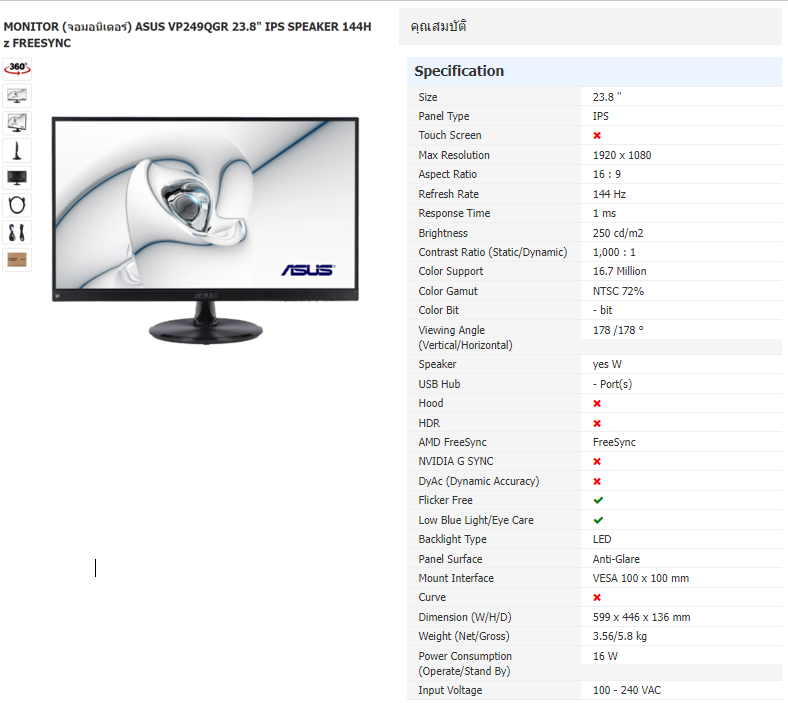 MONITOR (จอมอนิเตอร์) ASUS VP249QGR 23.8" IPS SPEAKER 144H
z FREESYNC
360°
ASUS
คุณสมบัติ
Specification
Size 23.8 "
Panel Type IPS
Touch Screen
Max Resolution 1920 x 1080
Aspect Ratio 16 : 9
Refresh Rate 144 Hz
Response Time 1 ms
Brightness 250 cd/m2
Contrast Ratio (Static/Dynamic) 1,000 : 1
Color Support 16.7 Million
Color Gamut NTSC 72%
Color Bit - bit
Viewing Angle 178 /178 °
(Vertical/Horizontal)
Speaker yes W
USB Hub - Port(s)
Hood
HDR
AMD FreeSync FreeSync
NVIDIA G SYNC
DyAc (Dynamic Accuracy)
Flicker Free
Low Blue Light/Eye Care
Backlight Type LED
Panel Surface Anti-Glare
Mount Interface VESA 100 x 100 mm
Curve
Dimension (W/H/D) 599 x 446 x 136 mm
Weight (Net/Gross) 3.56/5.8 kg
Power Consumption 16 W
(Operate/Stand By)
Input Voltage 100 - 240 VAC